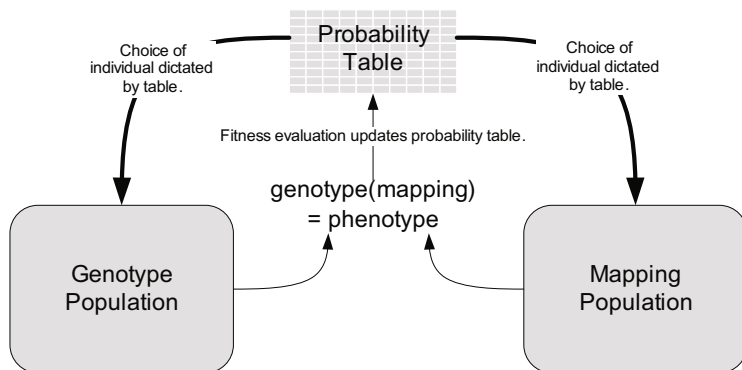 Probability
Table
Choice of
individual dictated
by table.
Choice of
individual dictated
by table.
Fitness evaluation updates probability table.
genotype(mapping)
= phenotype
Genotype
Population
Mapping
Population